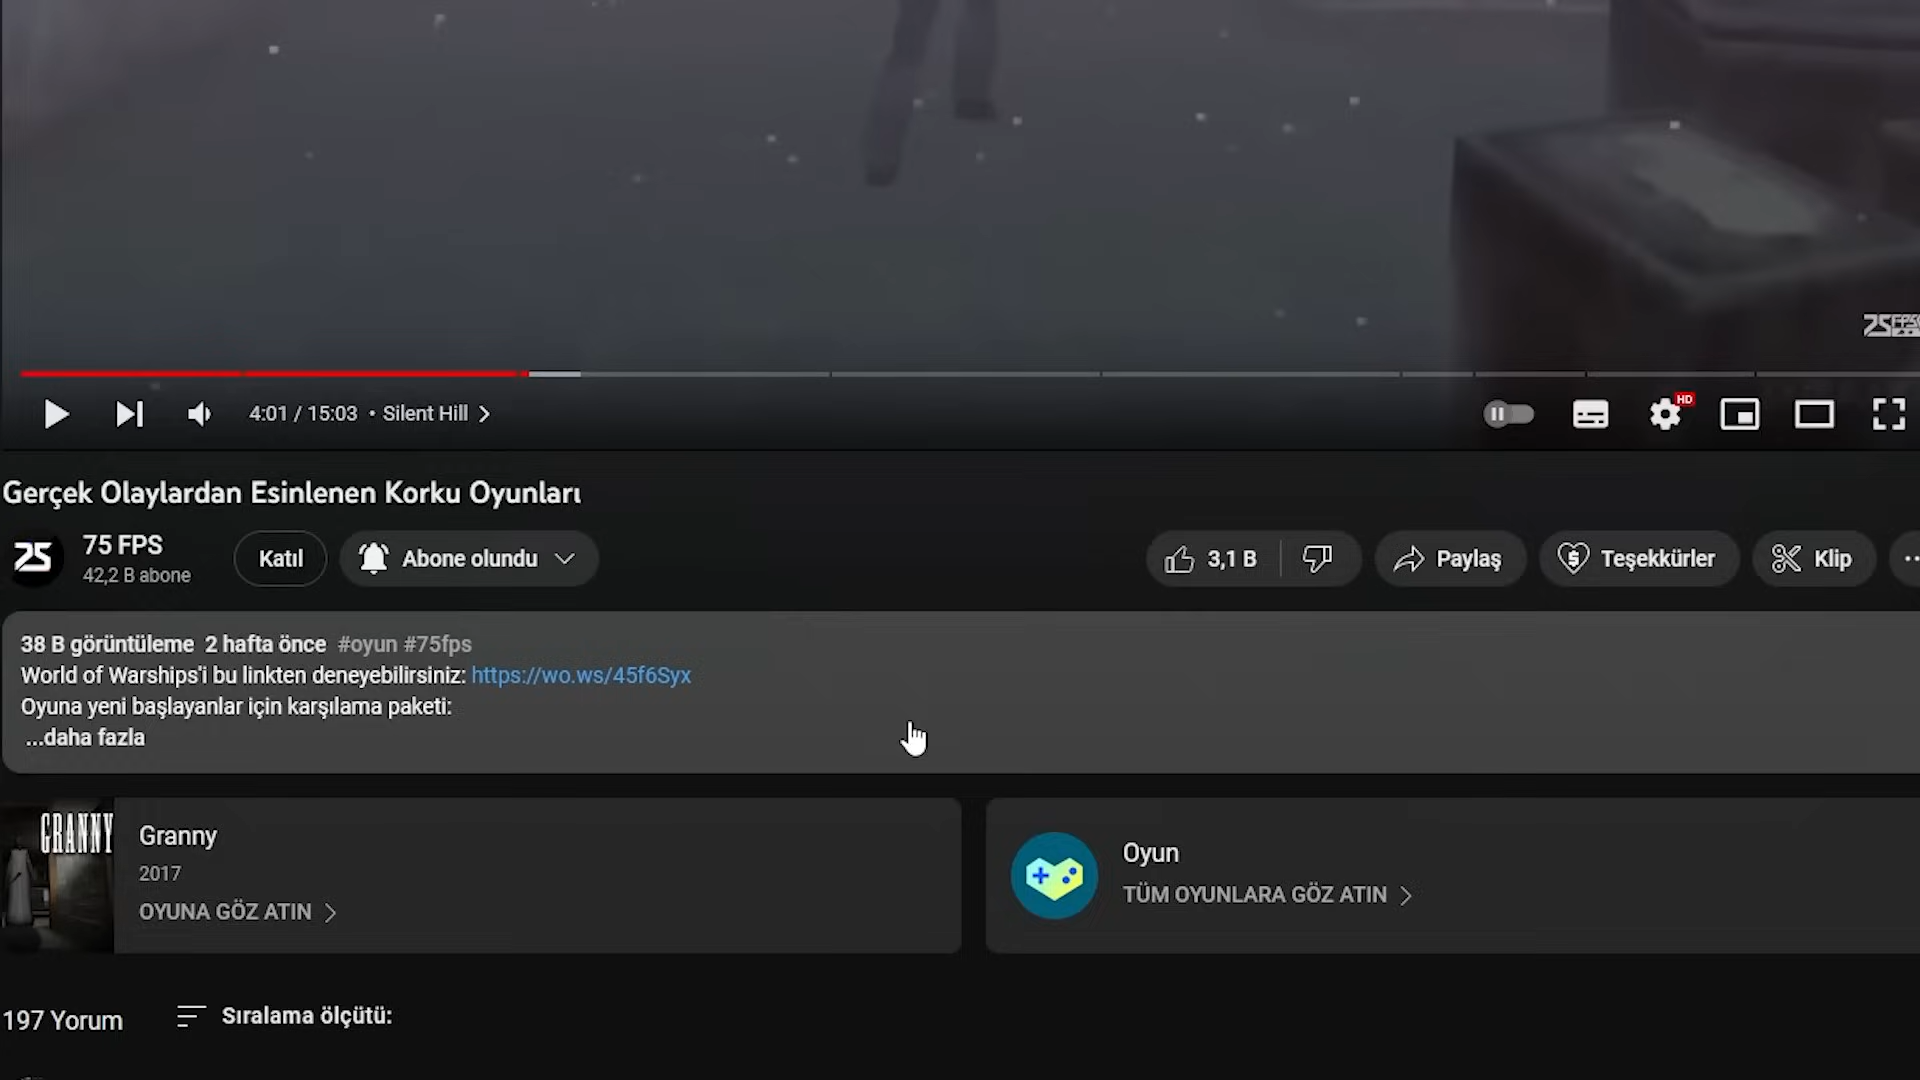 75FPS
HD
4:01 / 15:03 • Silent Hill
Gerçek Olaylardan Esinlenen Korku Oyunları
75
75 FPS
42,2 B abone
Katıl
Abone olundu
3,1 B
Paylaş
Teşekkürler
Klip
38 B görüntüleme 2 hafta önce #oyun #75fps
World of Warships'i bu linkten deneyebilirsiniz: https://wo.ws/45f6Syx
Oyuna yeni başlayanlar için karşılama paketi:
...daha fazla
GRANNY
Granny
2017
OYUNA GÖZ ATIN
Oyun
TÜM OYUNLARA GÖZ ATIN
197 Yorum
Sıralama ölçütü: